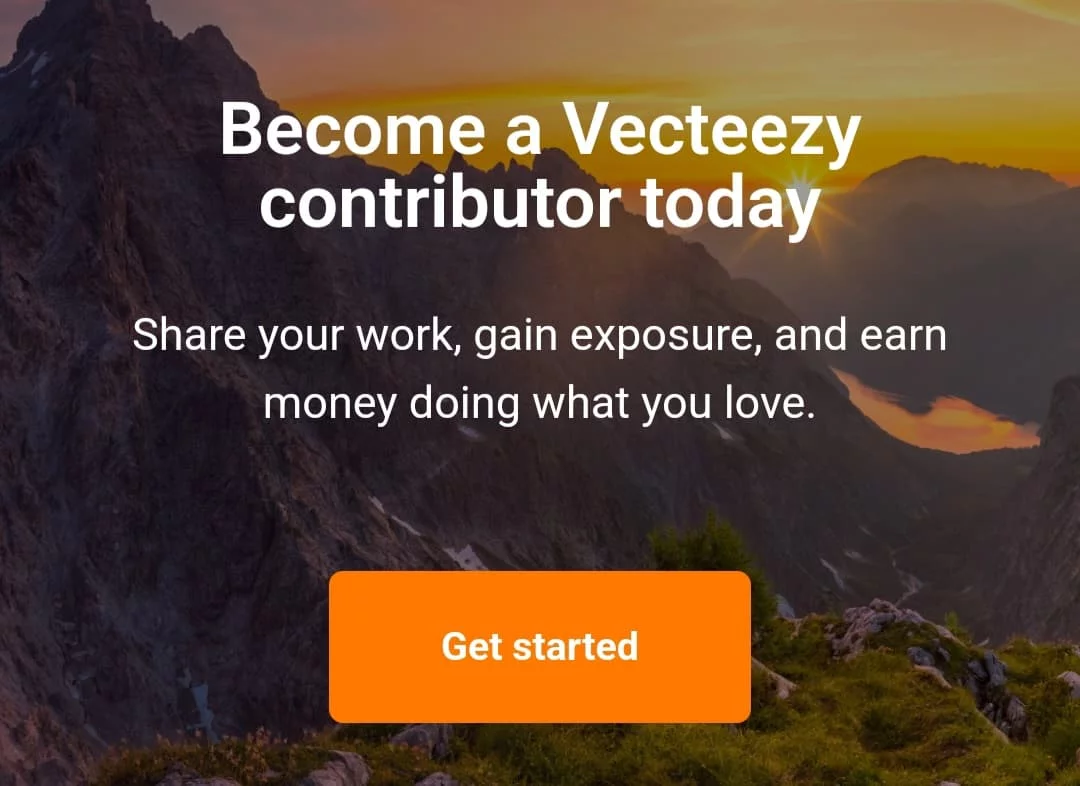 Become a Vecteezy
contributor today
Share your work, gain exposure, and earn
money doing what you love.
Get started